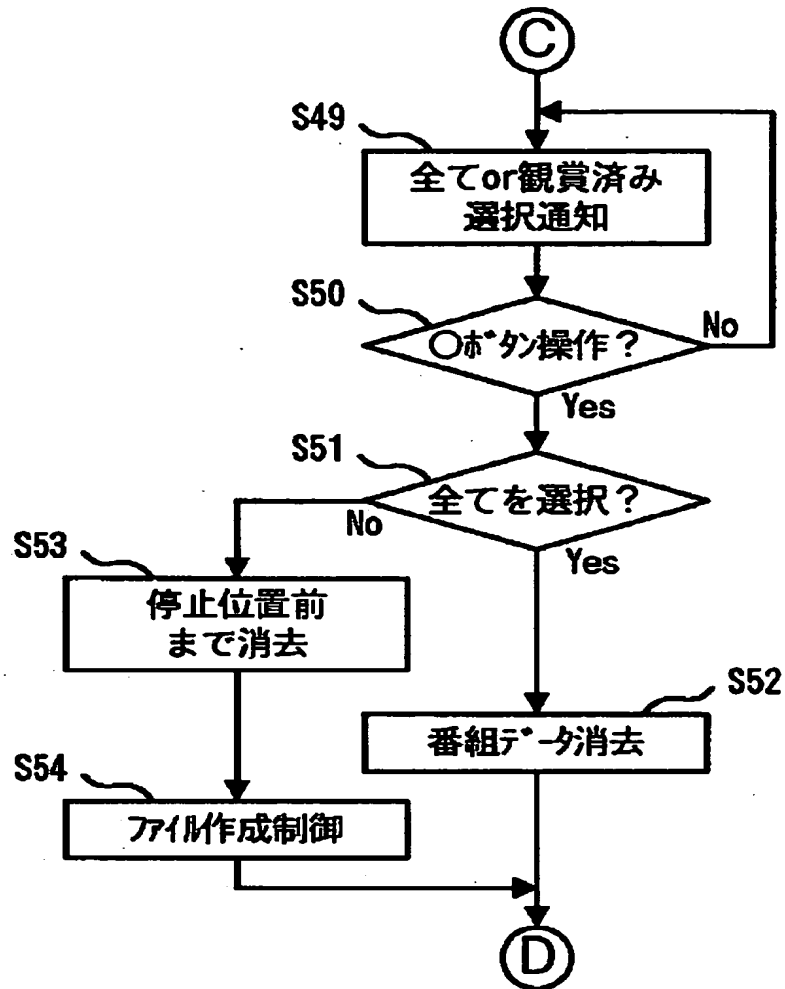 C
S49
全てor観賞済み
選択通知
S50
○ﾎﾞﾀﾝ操作?
No
Yes
S51
全てを選択?
No
Yes
S53
停止位置前
まで消去
S52
番組ﾃﾞｰﾀ消去
S54
ﾌｧｲﾙ作成制御
D